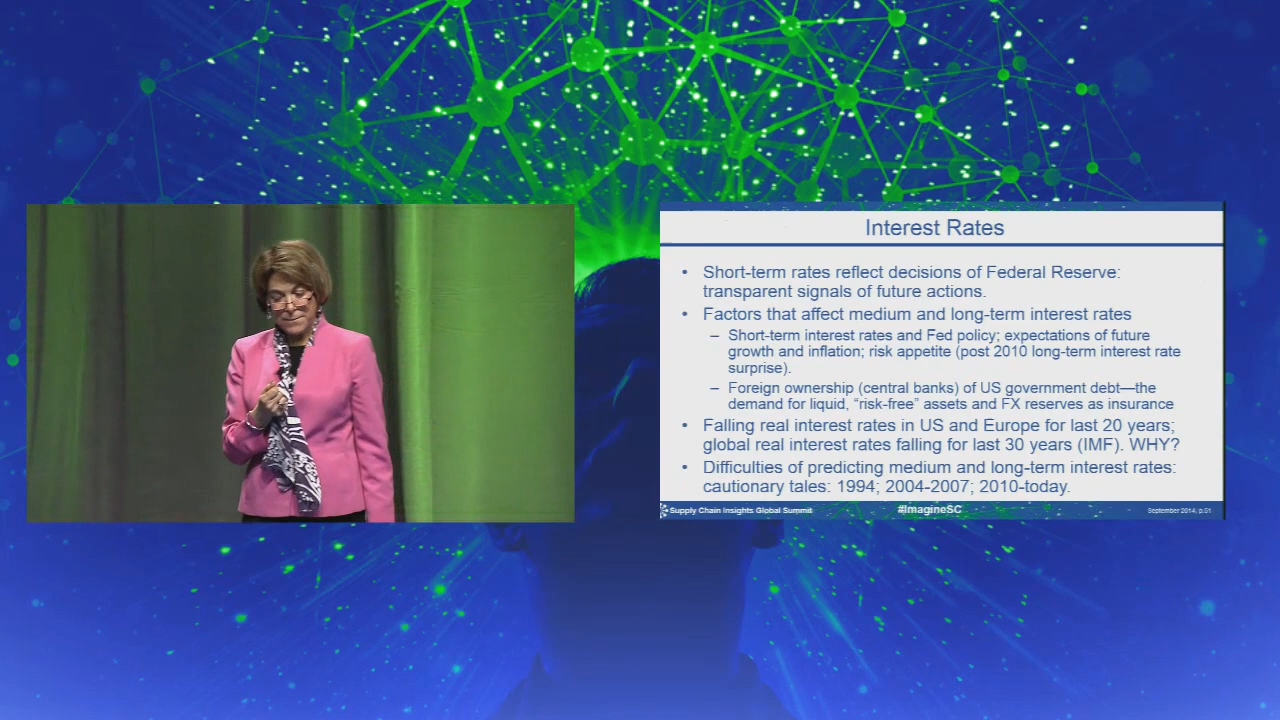 Interest Rates
• Short-term rates reflect decisions of Federal Reserve:
transparent signals of future actions.
• Factors that affect medium and long-term interest rates
– Short-term interest rates and Fed policy; expectations of future
growth and inflation; risk appetite (post 2010 long-term interest rate
surprise).
– Foreign ownership (central banks) of US government debt—the
demand for liquid, “risk-free” assets and FX reserves as insurance
• Falling real interest rates in US and Europe for last 20 years;
global real interest rates falling for last 30 years (IMF). WHY?
• Difficulties of predicting medium and long-term interest rates:
cautionary tales: 1994; 2004-2007; 2010-today.
Supply Chain Insights Global Summit #ImagineSC September 2014, p.51